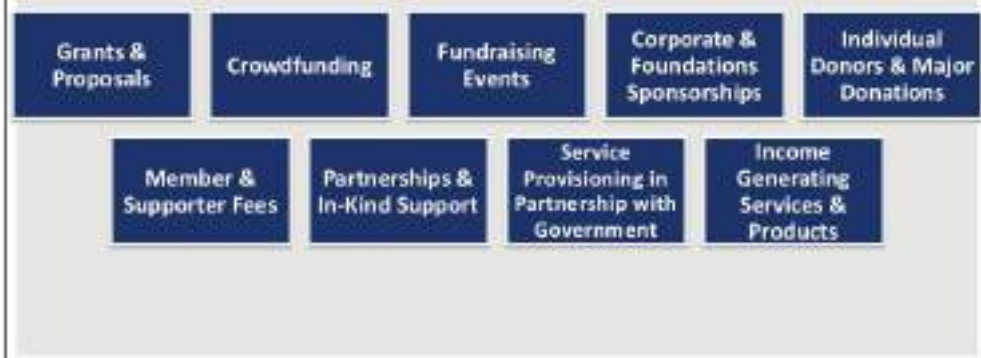 Grants &
Proposals
Crowdfunding
Fundraising
Events
Corporate &
Foundations
Sponsorships
Individual
Donors & Major
Donations
Member &
Supporter Fees
Partnerships &
In-Kind Support
Service
Provisioning in
Partnership with
Government
Income
Generating
Services &
Products